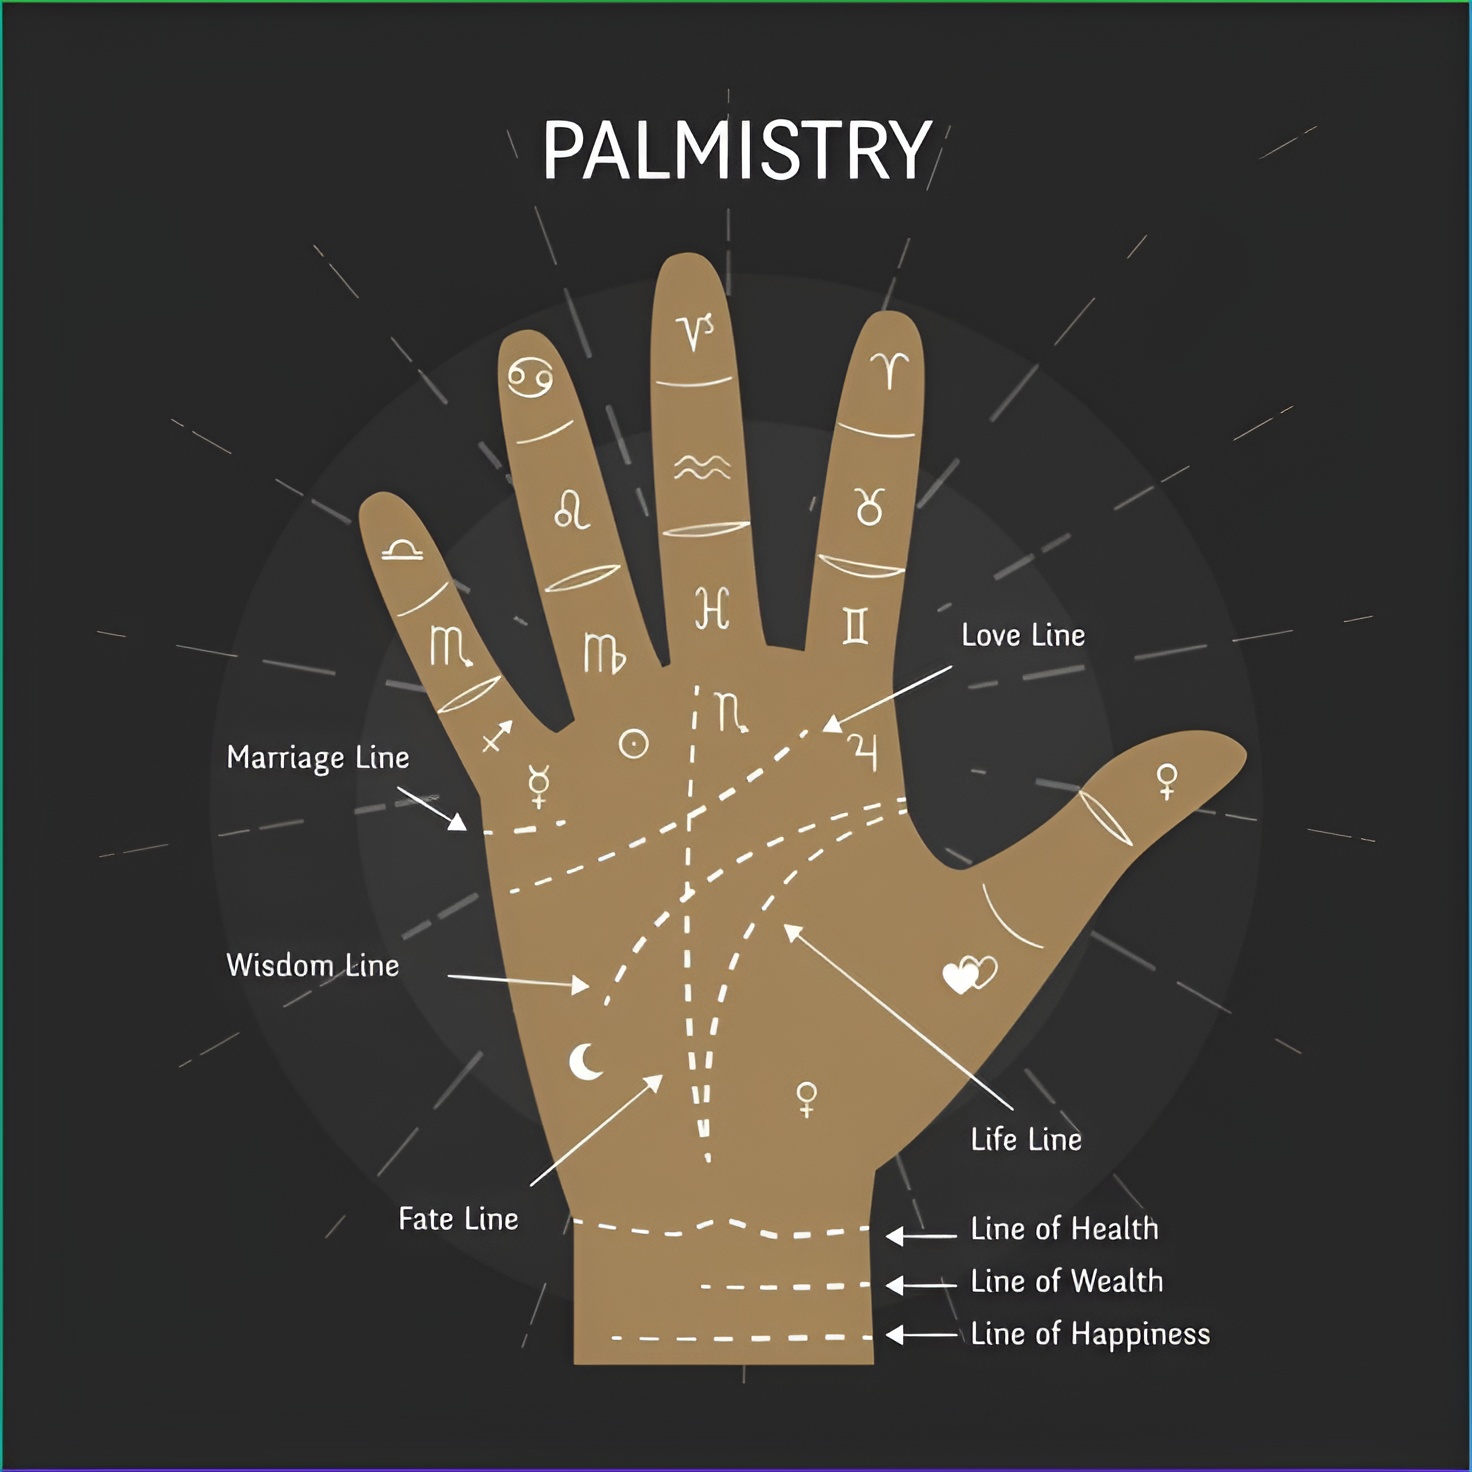 PALMISTRY
Love Line
Marriage Line
Wisdom Line
Life Line
Fate Line
Line of Health
Line of Wealth
Line of Happiness